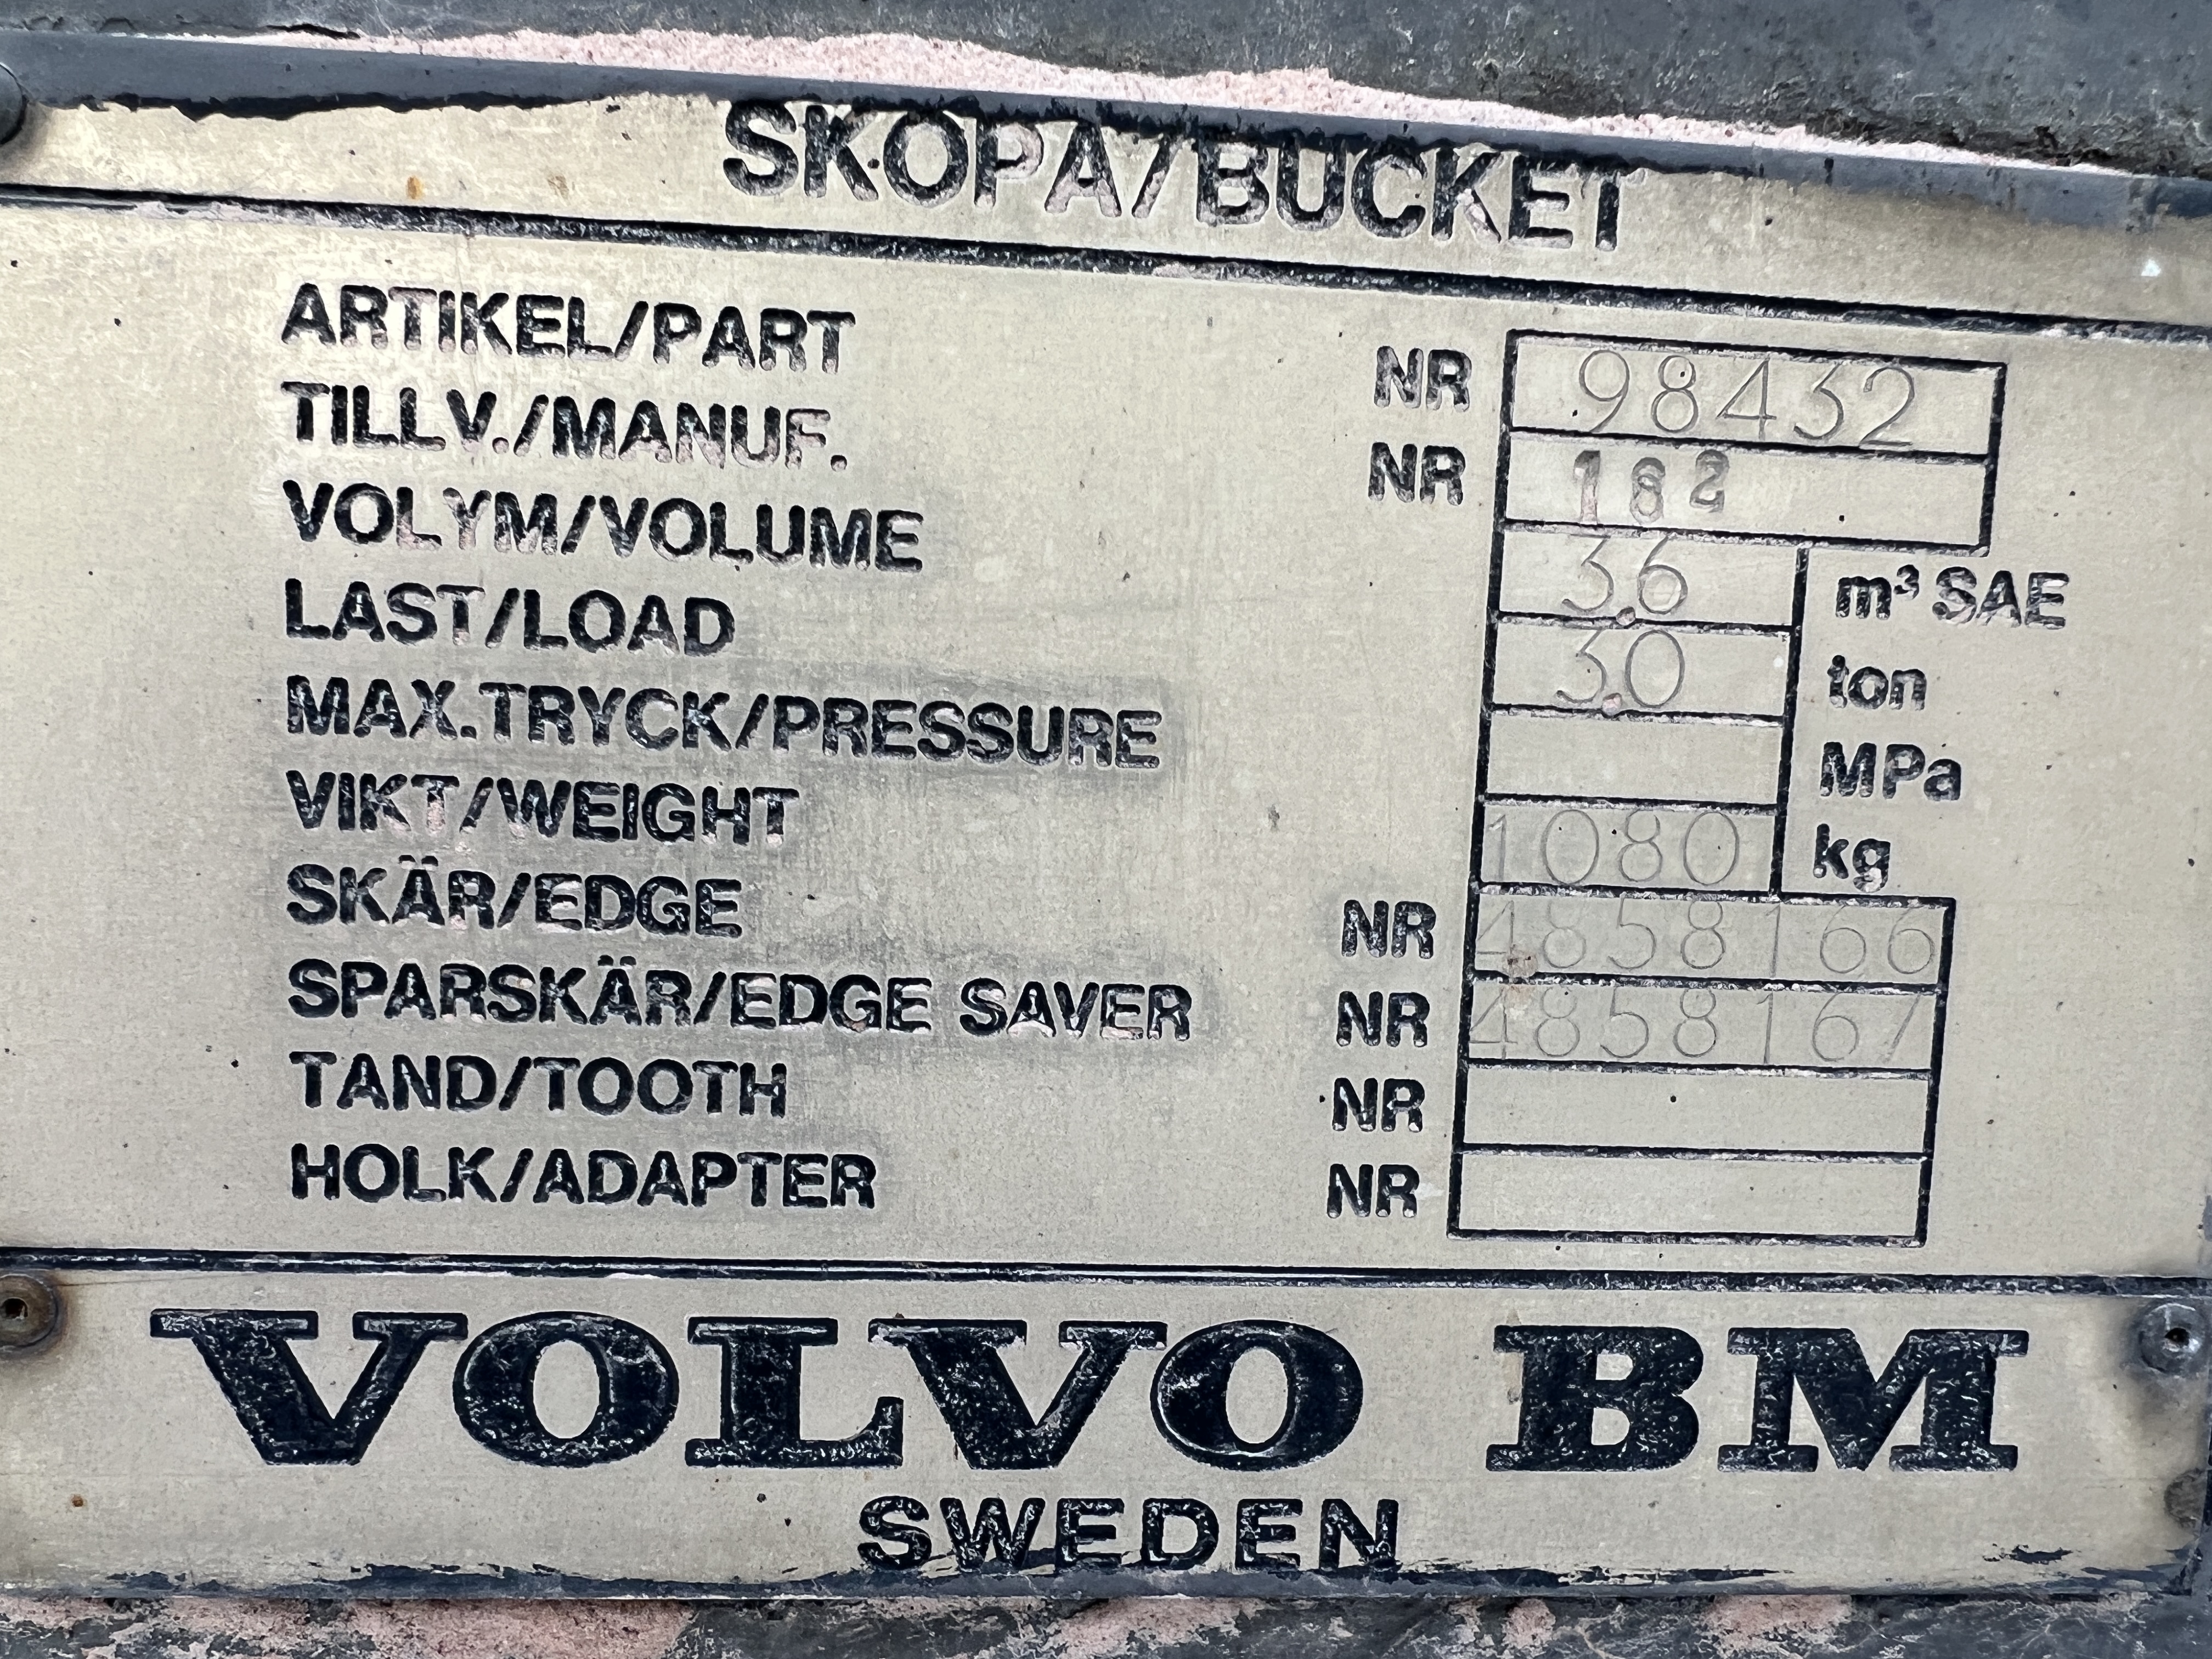 SKOPA/BUCKET
ARTIKEL/PART NR 98432
TILLV./MANUF. NR 162
VOLYM/VOLUME 3.6 m³ SAE
LAST/LOAD 3.0 ton
MAX.TRYCK/PRESSURE MPa
VIKT/WEIGHT 1080 kg
SKÄR/EDGE NR 4858166
SPARSKÄR/EDGE SAVER NR 4858167
TAND/TOOTH NR
HOLK/ADAPTER NR
VOLVO BM
SWEDEN